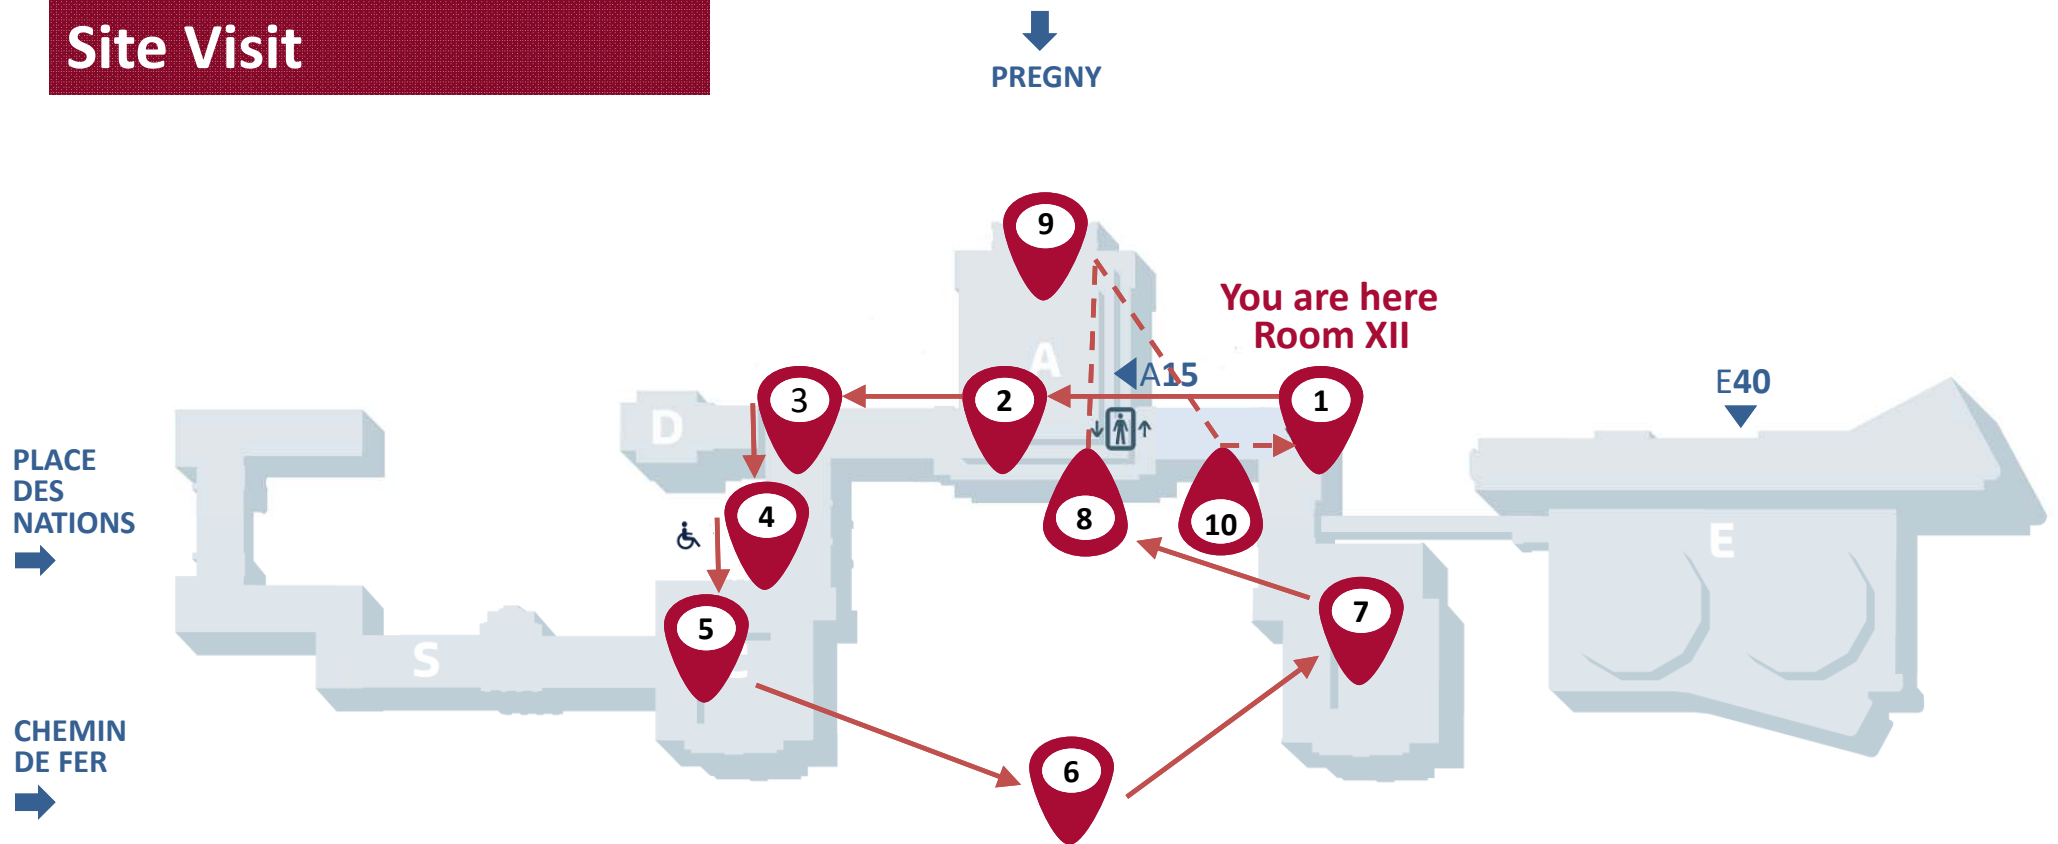 Site Visit
PREGNY
9
You are here
Room XII
A
A15
E40
3
2
1
D
PLACE
DES
NATIONS
4
8
10
E
5
7
S
CHEMIN
DE FER
6